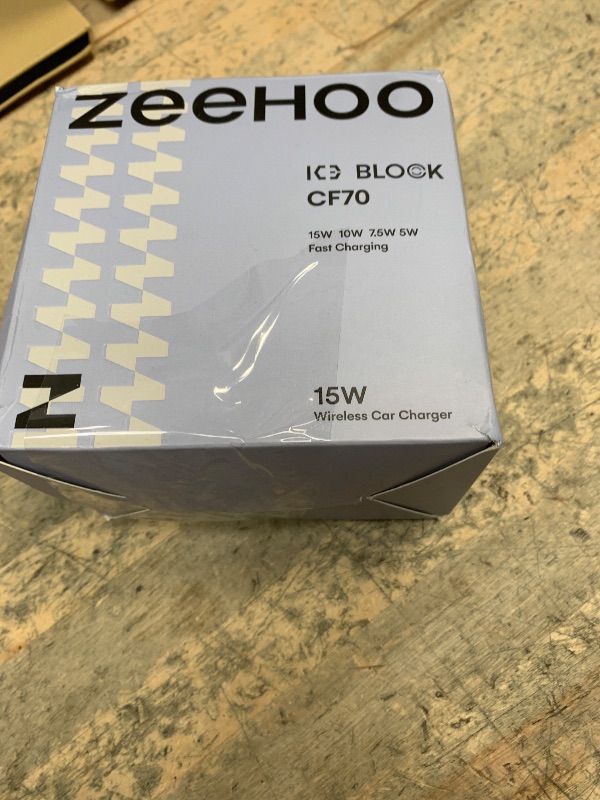 zeeHOO
ICE BLOCK
CF70
15W 10W 7.5W 5W
Fast Charging
15W
Wireless Car Charger